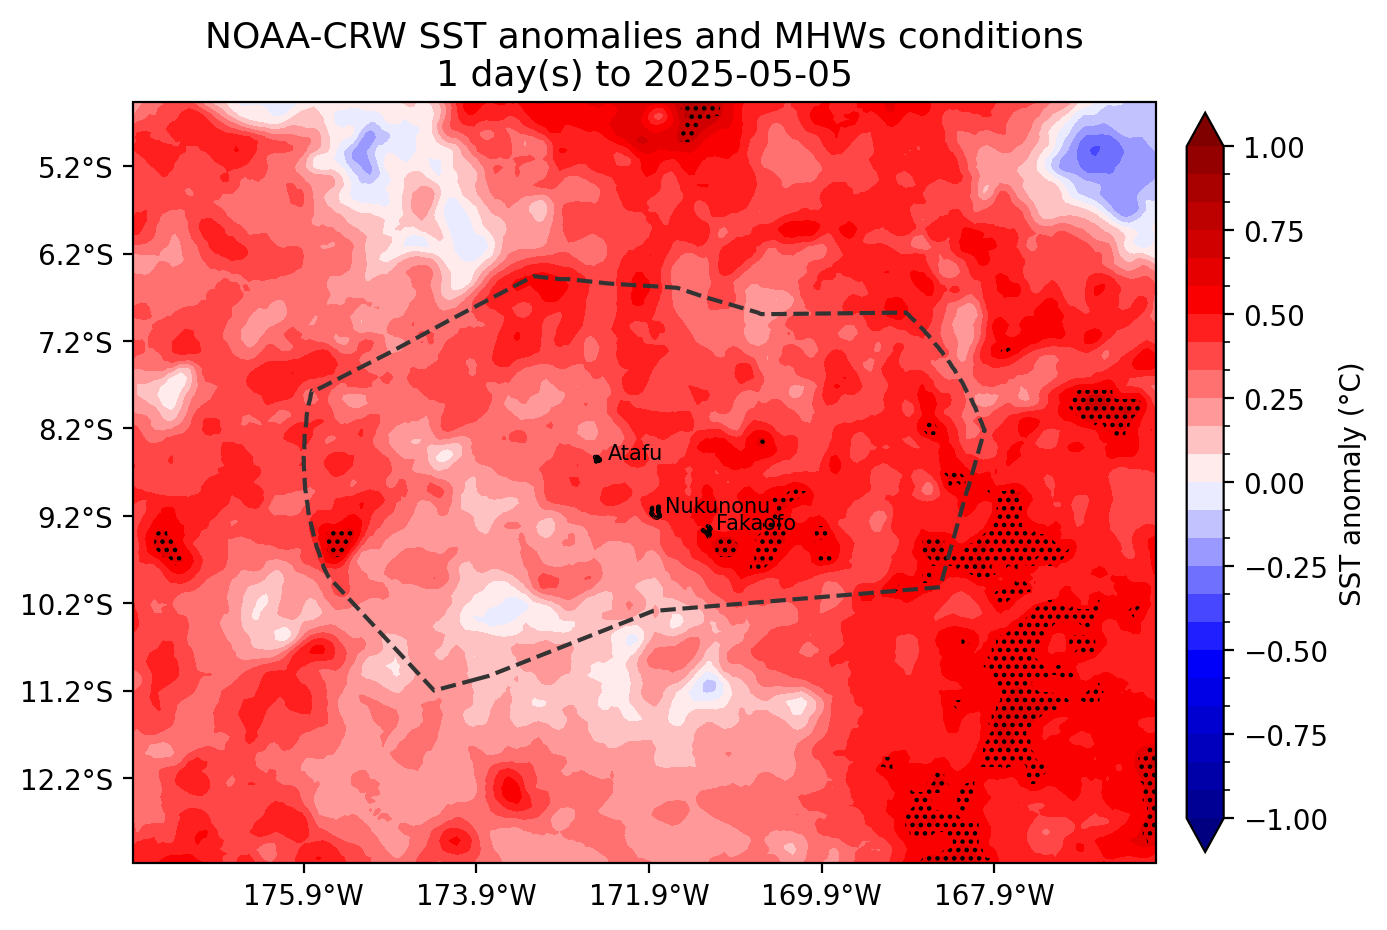 NOAA-CRW SST anomalies and MHWs conditions
1 day(s) to 2025-05-05
5.2°S
6.2°S
7.2°S
8.2°S
9.2°S
10.2°S
11.2°S
12.2°S
Atafu
Nukunonu
Fakaofo
175.9°W
173.9°W
171.9°W
169.9°W
167.9°W
1.00
0.75
0.50
0.25
0.00
−0.25
−0.50
−0.75
−1.00
SST anomaly (°C)